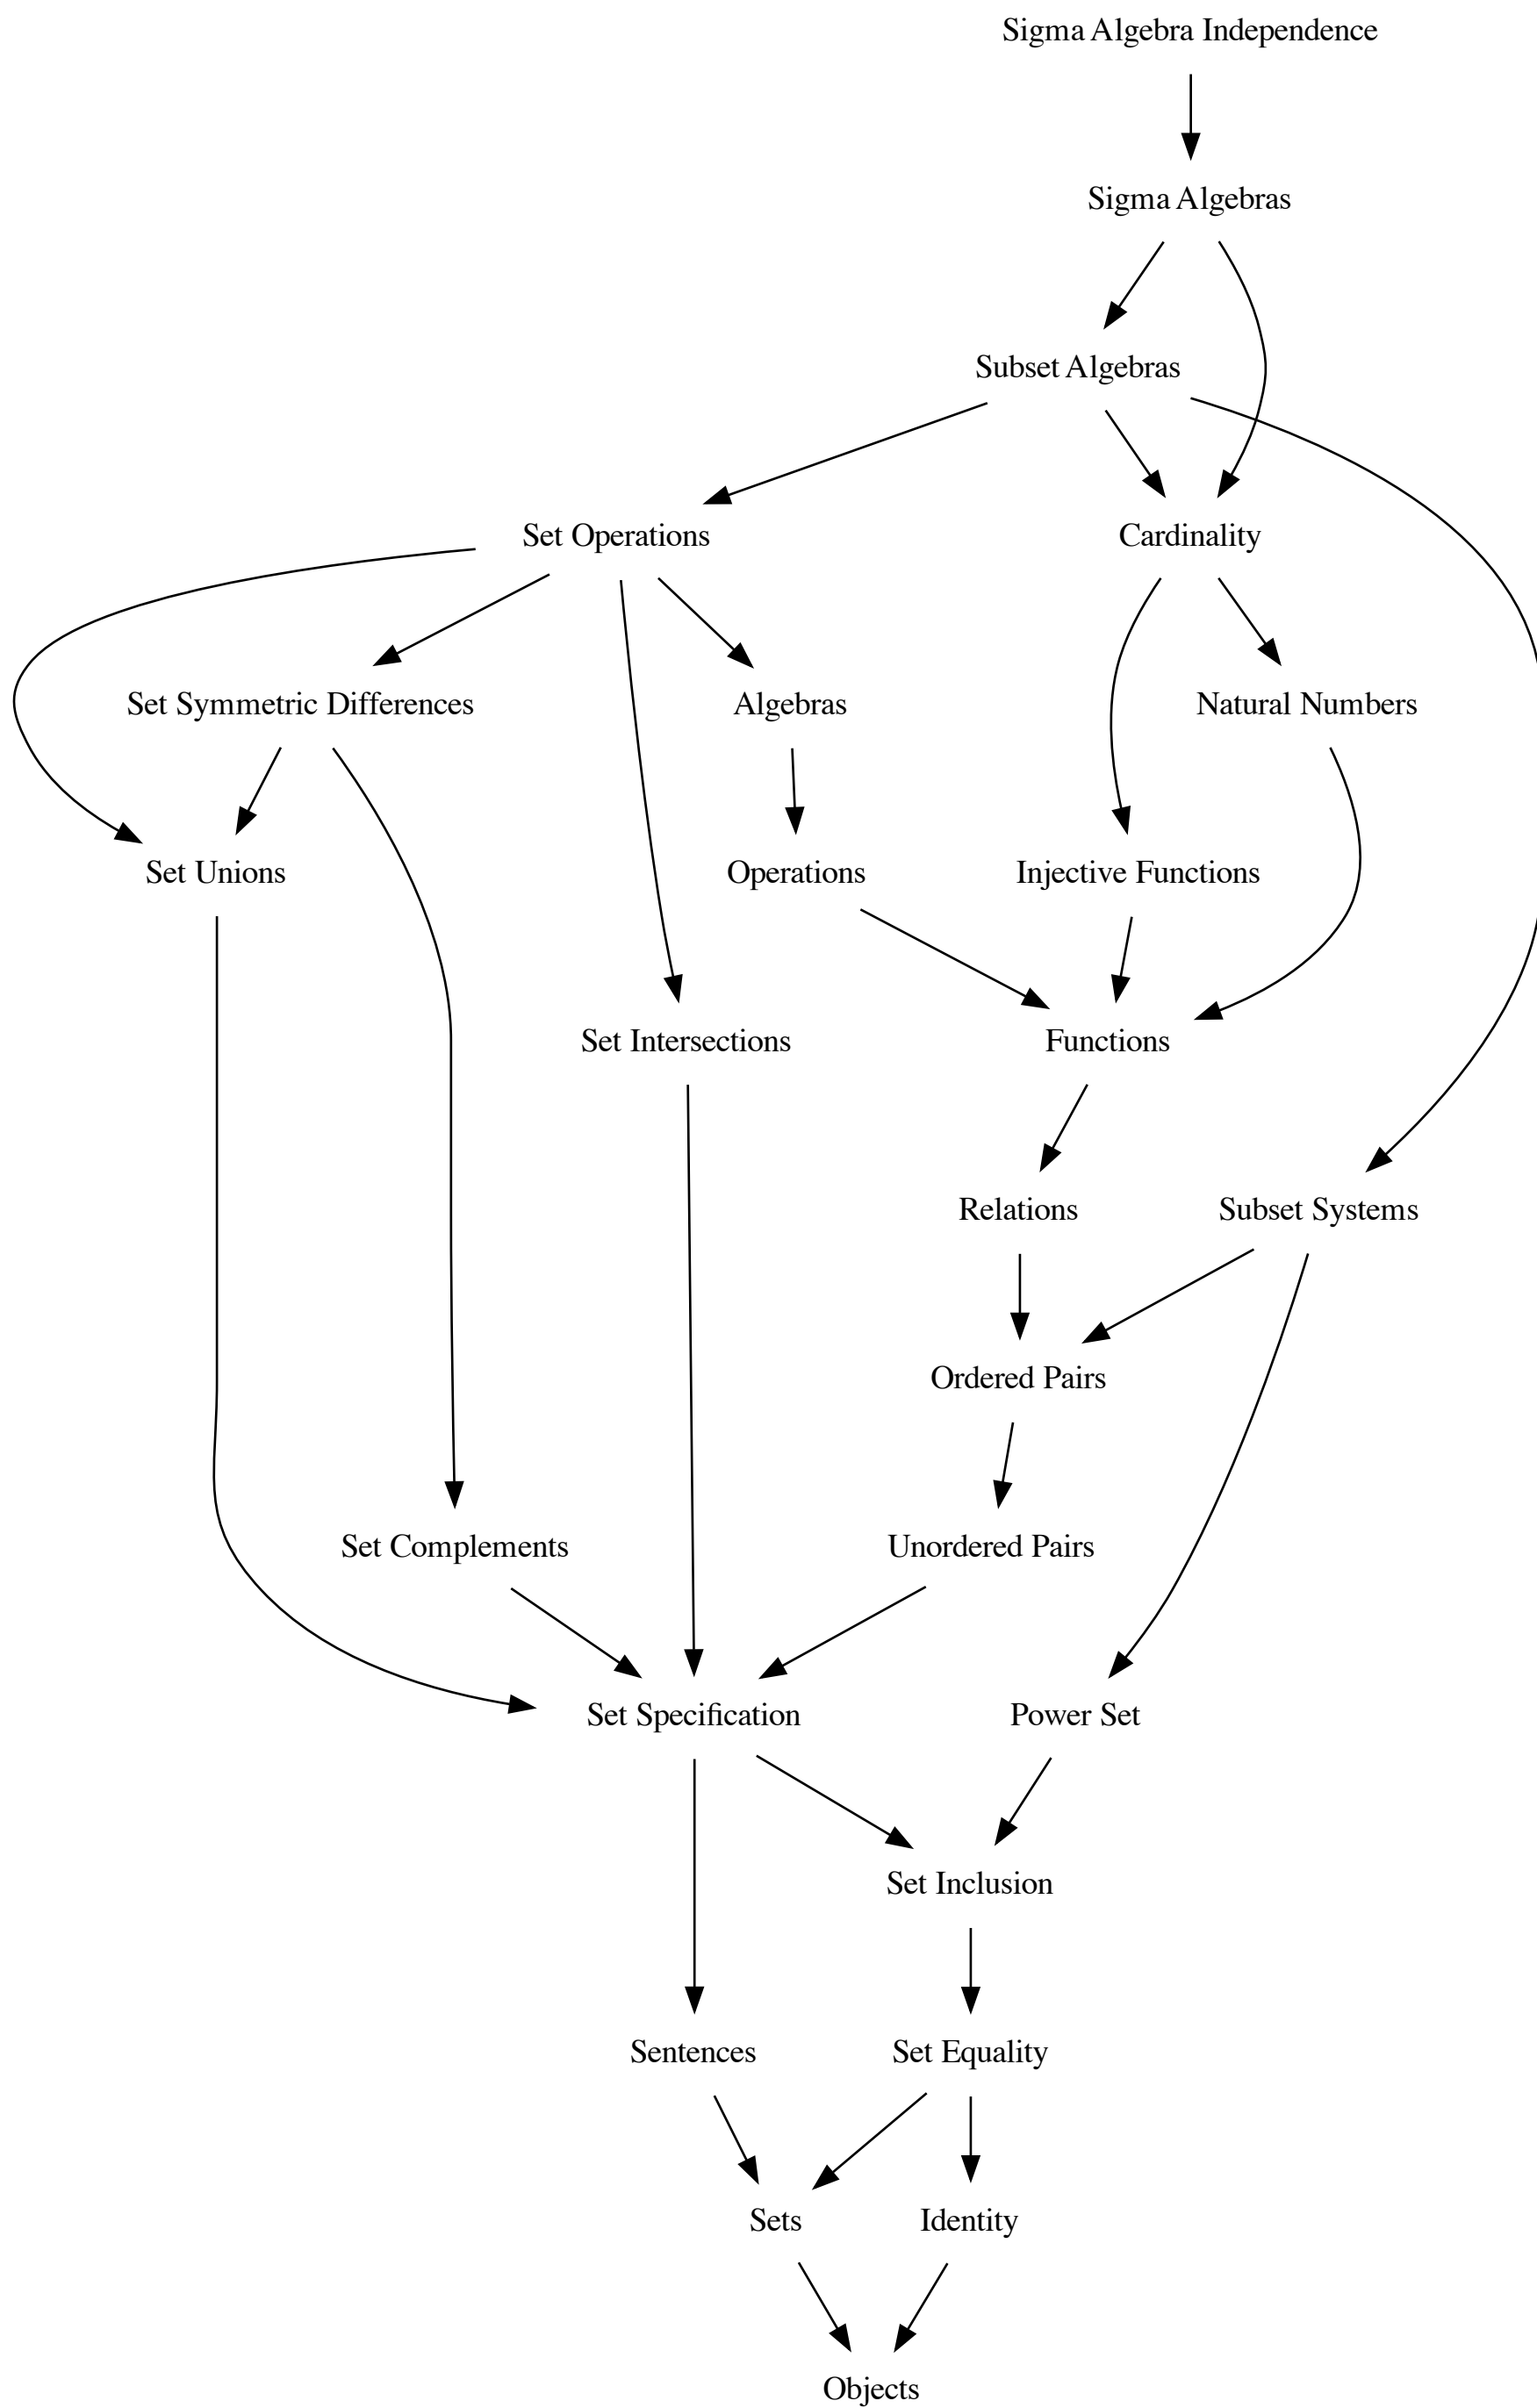 Sigma Algebra Independence
Sigma Algebras
Subset Algebras
Set Operations
Cardinality
Set Symmetric Differences
Algebras
Natural Numbers
Set Unions
Operations
Injective Functions
Set Intersections
Functions
Relations
Subset Systems
Ordered Pairs
Set Complements
Unordered Pairs
Set Specification
Power Set
Set Inclusion
Sentences
Set Equality
Sets
Identity
Objects